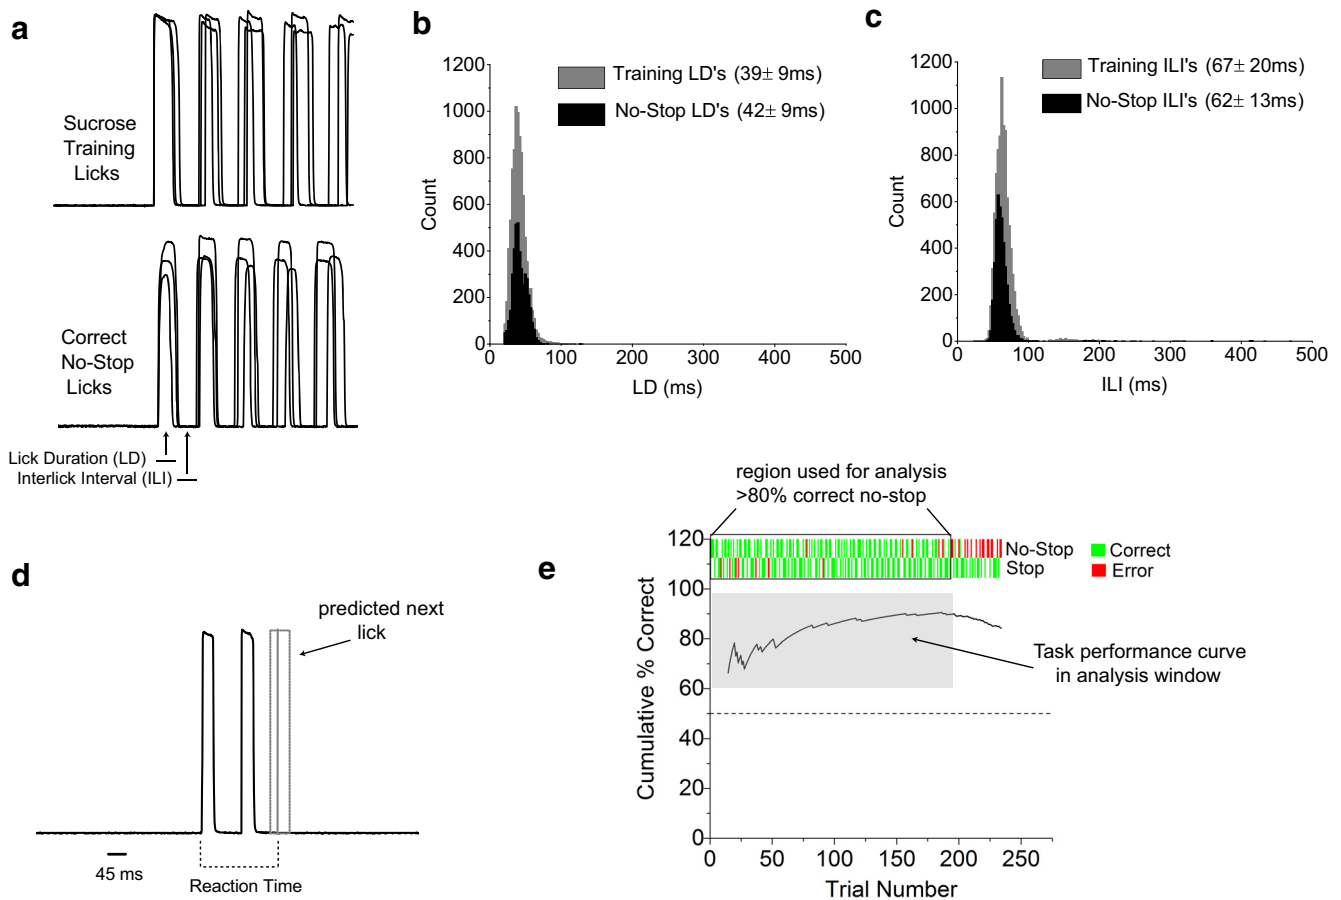 a
Sucrose
Training
Licks
Correct
No-Stop
Licks
Lick Duration (LD)
Interlick Interval (ILI)
b
Training LD's (39± 9ms)
No-Stop LD's (42± 9ms)
1200
1000
800
600
400
200
0
Count
0 100 200 300 400 500
LD (ms)
c
Training ILI's (67± 20ms)
No-Stop ILI's (62± 13ms)
1200
1000
800
600
400
200
0
Count
0 100 200 300 400 500
ILI (ms)
d
predicted next
lick
45 ms
Reaction Time
e
region used for analysis
>80% correct no-stop
No-Stop
Stop
Correct
Error
120
100
80
60
40
20
0
Cumulative % Correct
Task performance curve
in analysis window
0 50 100 150 200 250
Trial Number